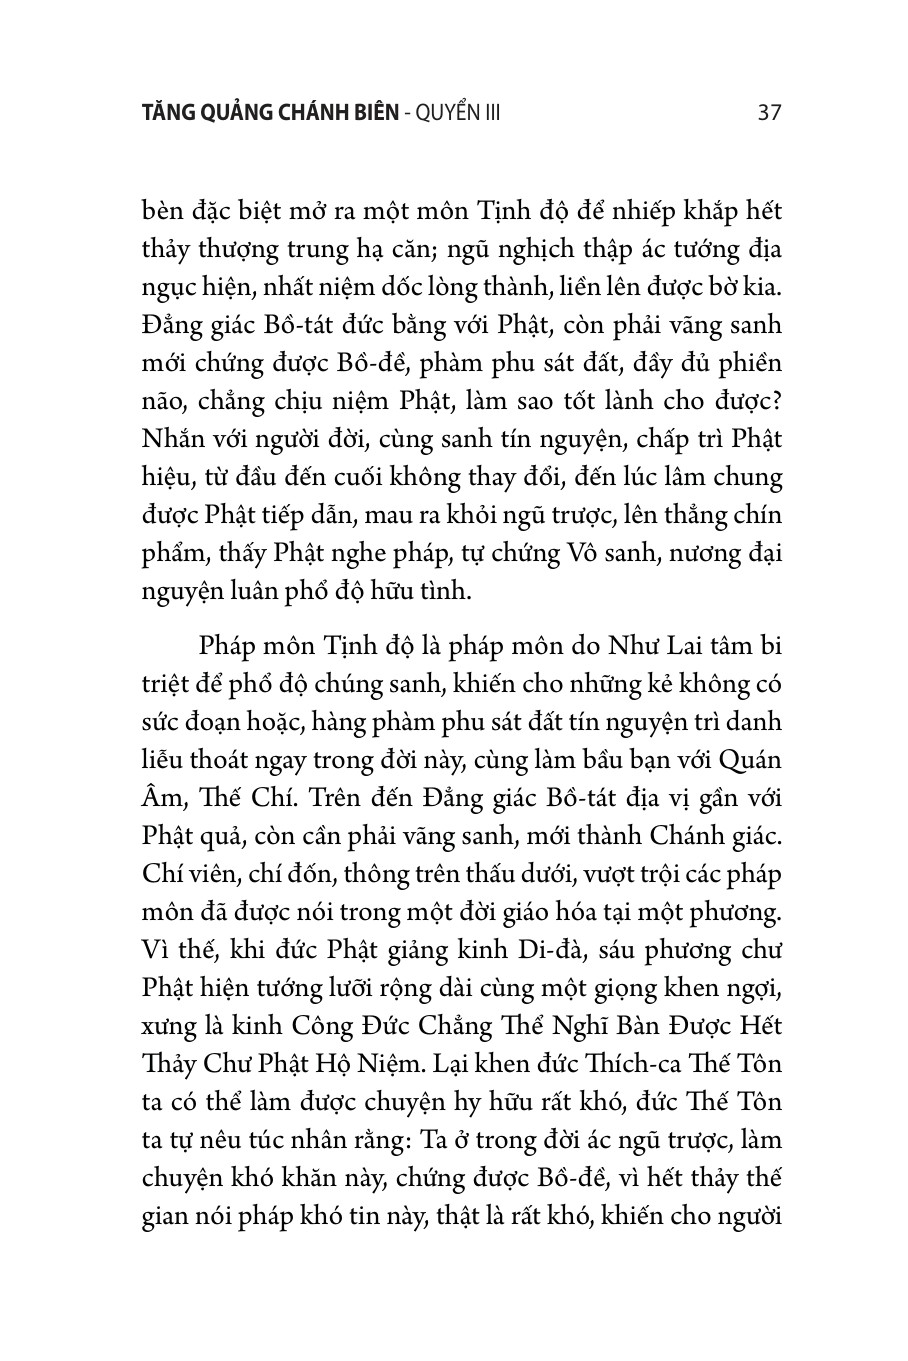 TĂNG QUẢNG CHÁNH BIÊN - QUYỂN III 37
bèn đặc biệt mở ra một môn Tịnh độ để nhiếp khắp hết
thảy thượng trung hạ căn; ngũ nghịch thập ác tướng địa
ngục hiện, nhất niệm dốc lòng thành, liền lên được bờ kia.
Đẳng giác Bồ-tát đức bằng với Phật, còn phải vãng sanh
mới chứng được Bồ-đề, phàm phu sát đất, đầy đủ phiền
não, chẳng chịu niệm Phật, làm sao tốt lành cho được?
Nhắn với người đời, cùng sanh tín nguyện, chấp trì Phật
hiệu, từ đầu đến cuối không thay đổi, đến lúc lâm chung
được Phật tiếp dẫn, mau ra khỏi ngũ trược, lên thẳng chín
phẩm, thấy Phật nghe pháp, tự chứng Vô sanh, nương đại
nguyện luân phổ độ hữu tình.
Pháp môn Tịnh độ là pháp môn do Như Lai tâm bi
triệt để phổ độ chúng sanh, khiến cho những kẻ không có
sức đoạn hoặc, hàng phàm phu sát đất tín nguyện trì danh
liễu thoát ngay trong đời này, cùng làm bầu bạn với Quán
Âm, Thế Chí. Trên đến Đẳng giác Bồ-tát địa vị gần với
Phật quả, còn cần phải vãng sanh, mới thành Chánh giác.
Chí viên, chí đốn, thông trên thấu dưới, vượt trội các pháp
môn đã được nói trong một đời giáo hóa tại một phương.
Vì thế, khi đức Phật giảng kinh Di-đà, sáu phương chư
Phật hiện tướng lưỡi rộng dài cùng một giọng khen ngợi,
xưng là kinh Công Đức Chẳng Thể Nghĩ Bàn Được Hết
Thảy Chư Phật Hộ Niệm. Lại khen đức Thích-ca Thế Tôn
ta có thể làm được chuyện hy hữu rất khó, đức Thế Tôn
ta tự nêu túc nhân rằng: Ta ở trong đời ác ngũ trược, làm
chuyện khó khăn này, chứng được Bồ-đề, vì hết thảy thế
gian nói pháp khó tin này, thật là rất khó, khiến cho người